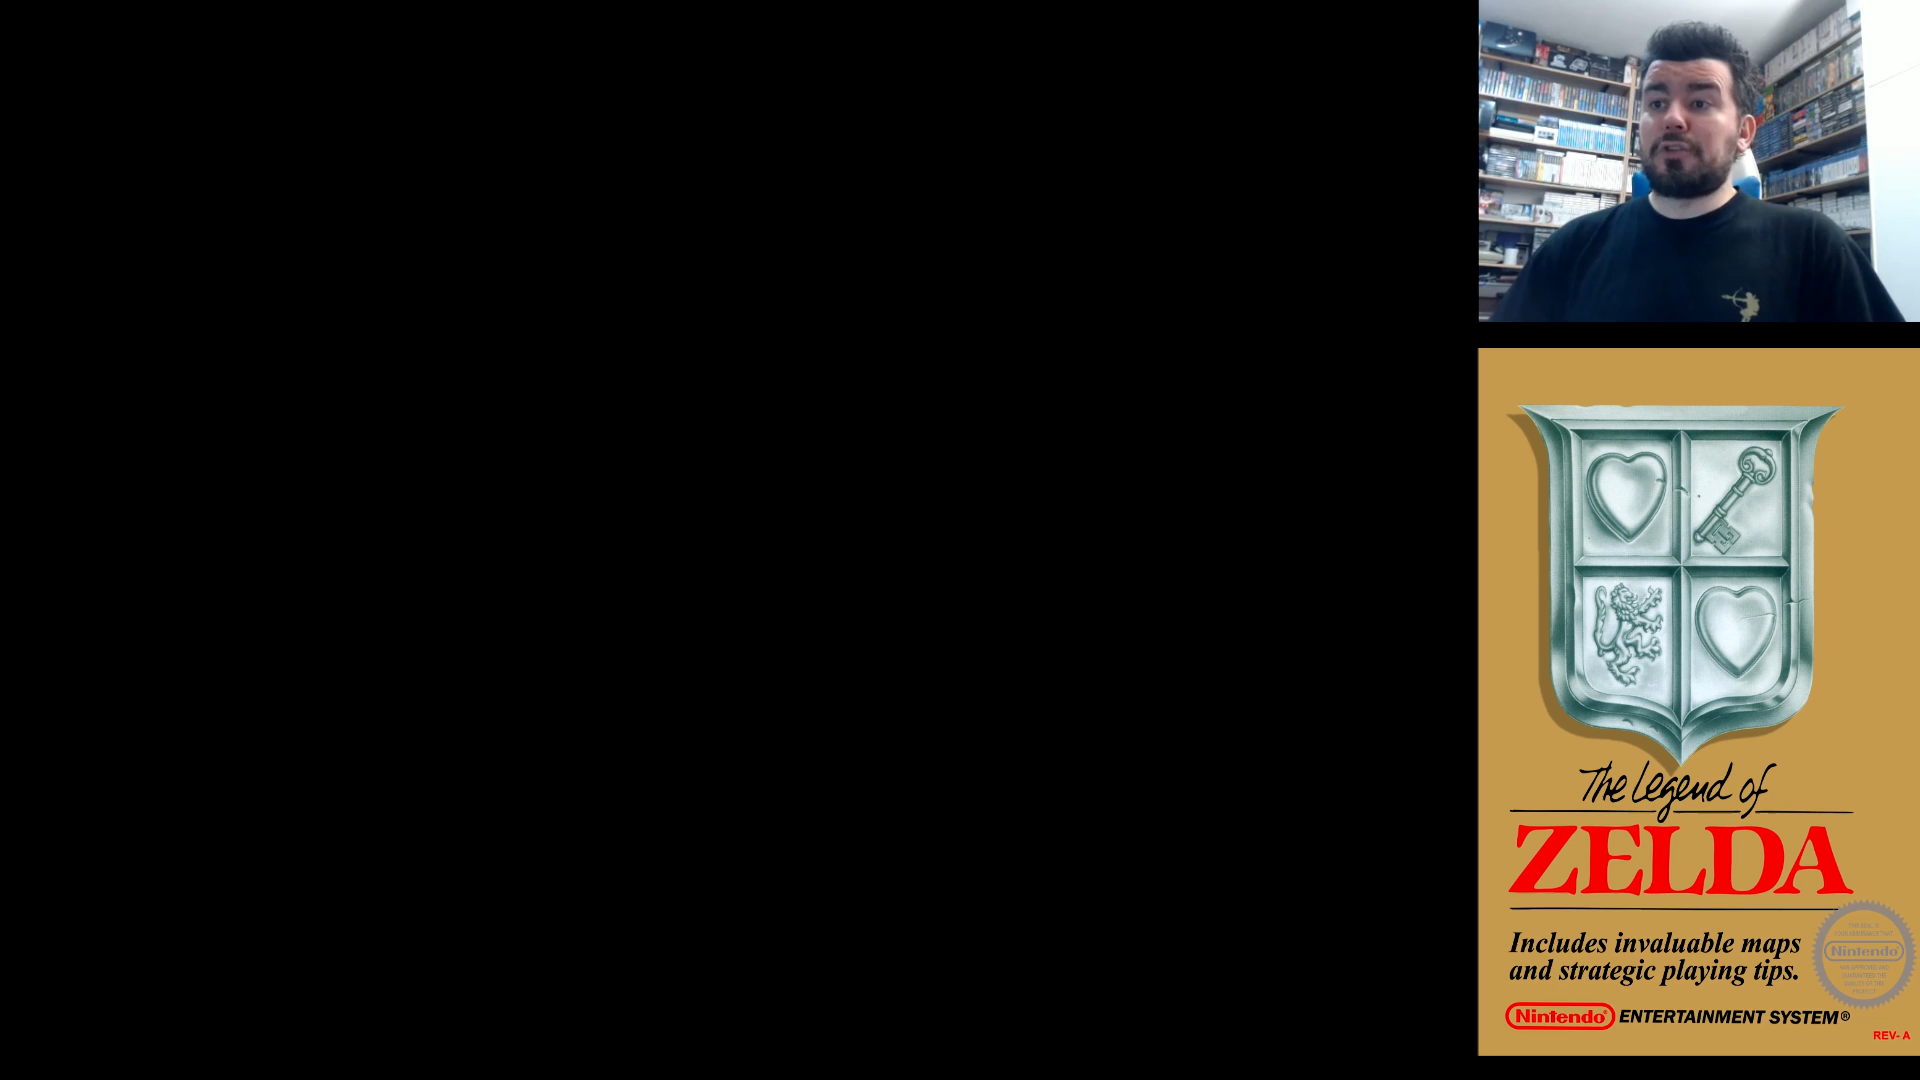 The Legend of
ZELDA
Includes invaluable maps
and strategic playing tips.
Nintendo
Nintendo® ENTERTAINMENT SYSTEM®
REV-A